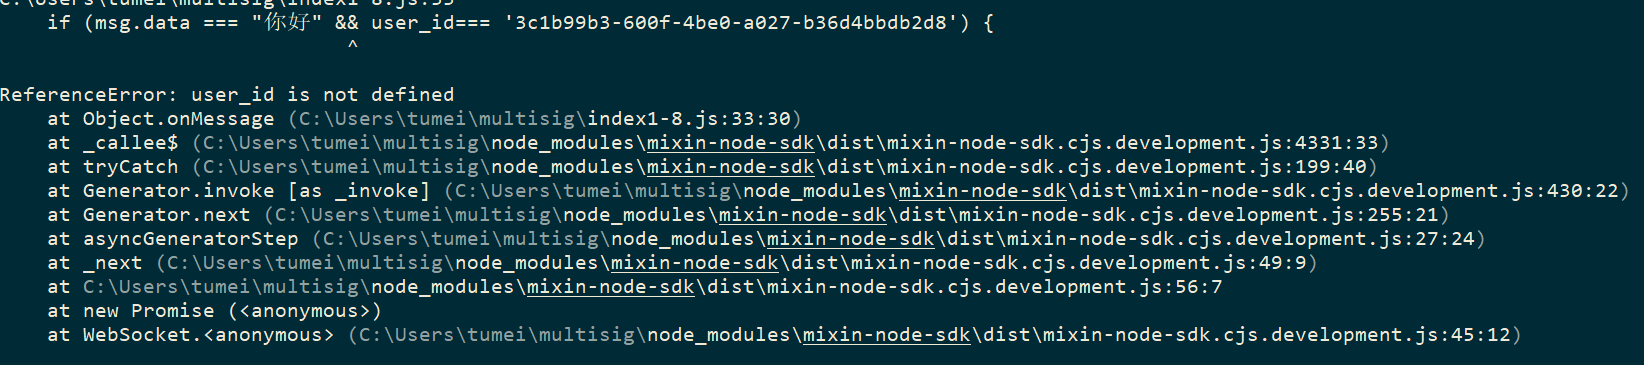 C:\Users\tumei\multisig\index1-8.js:33
    if (msg.data === "你好" && user_id=== '3c1b99b3-600f-4be0-a027-b36d4bbdb2d8') {
                            ^
ReferenceError: user_id is not defined
    at Object.onMessage (C:\Users\tumei\multisig\index1-8.js:33:30)
    at _callee$ (C:\Users\tumei\multisig\node_modules\mixin-node-sdk\dist\mixin-node-sdk.cjs.development.js:4331:33)
    at tryCatch (C:\Users\tumei\multisig\node_modules\mixin-node-sdk\dist\mixin-node-sdk.cjs.development.js:199:40)
    at Generator.invoke [as _invoke] (C:\Users\tumei\multisig\node_modules\mixin-node-sdk\dist\mixin-node-sdk.cjs.development.js:430:22)
    at Generator.next (C:\Users\tumei\multisig\node_modules\mixin-node-sdk\dist\mixin-node-sdk.cjs.development.js:255:21)
    at asyncGeneratorStep (C:\Users\tumei\multisig\node_modules\mixin-node-sdk\dist\mixin-node-sdk.cjs.development.js:27:24)
    at _next (C:\Users\tumei\multisig\node_modules\mixin-node-sdk\dist\mixin-node-sdk.cjs.development.js:49:9)
    at C:\Users\tumei\multisig\node_modules\mixin-node-sdk\dist\mixin-node-sdk.cjs.development.js:56:7
    at new Promise (<anonymous>)
    at WebSocket.<anonymous> (C:\Users\tumei\multisig\node_modules\mixin-node-sdk\dist\mixin-node-sdk.cjs.development.js:45:12)